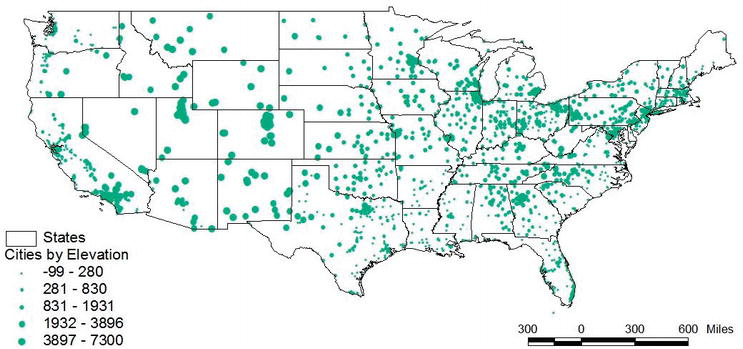 States
Cities by Elevation
-99 - 280
281 - 830
831 - 1931
1932 - 3896
3897 - 7300
300 0 300 600 Miles